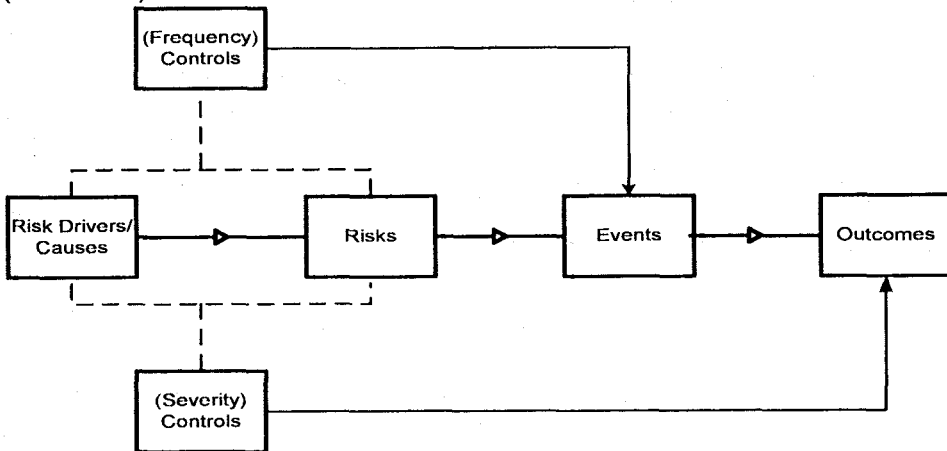 (Frequency)
Controls
Risk Drivers/
Causes
Risks
Events
Outcomes
(Severity)
Controls